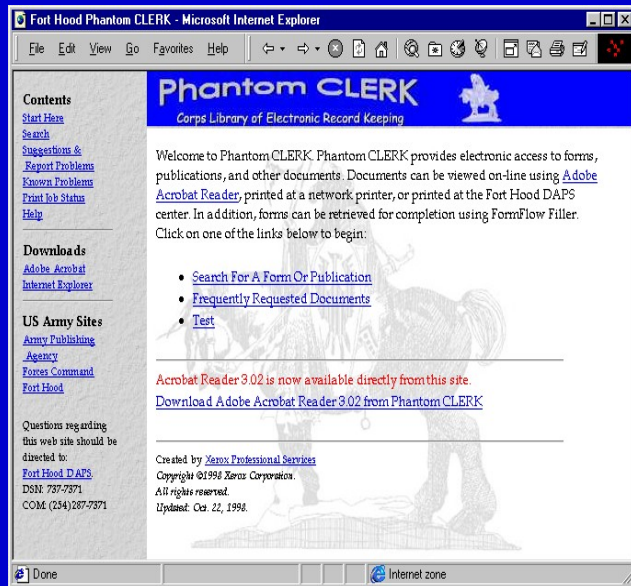 Fort Hood Phantom CLERK - Microsoft Internet Explorer
File Edit View Go Favorites Help
Contents
Start Here
Search
Suggestions &
Report Problems
Known Problems
Print Job Status
Help
Downloads
Adobe Acrobat
Internet Explorer
US Army Sites
Army Publishing
Agency
Forces Command
Fort Hood
Questions regarding
this web site should be
directed to:
Fort Hood DAPS.
DSN: 737-7371
COM: (254)287-7371
Phantom CLERK
Corps Library of Electronic Record Keeping
Welcome to Phantom CLERK. Phantom CLERK provides electronic access to forms,
publications, and other documents. Documents can be viewed on-line using Adobe
Acrobat Reader, printed at a network printer, or printed at the Fort Hood DAPS
center. In addition, forms can be retrieved for completion using FormFlow Filler.
Click on one of the links below to begin:
• Search For A Form Or Publication
• Frequently Requested Documents
• Test
Acrobat Reader 3.02 is now available directly from this site.
Download Adobe Acrobat Reader 3.02 from Phantom CLERK
Created by Xerox Professional Services
Copyright ©1998 Xerox Corporation.
All rights reserved.
Updated: Oct. 22, 1998.
Done
Internet zone